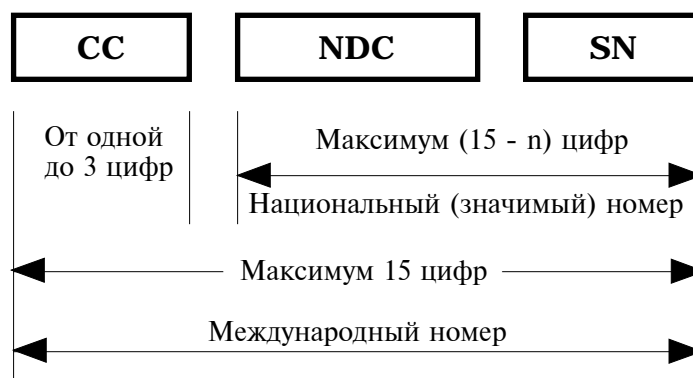 CC NDC SN
От одной
до 3 цифр
Максимум (15 - n) цифр
Национальный (значимый) номер
Максимум 15 цифр
Международный номер